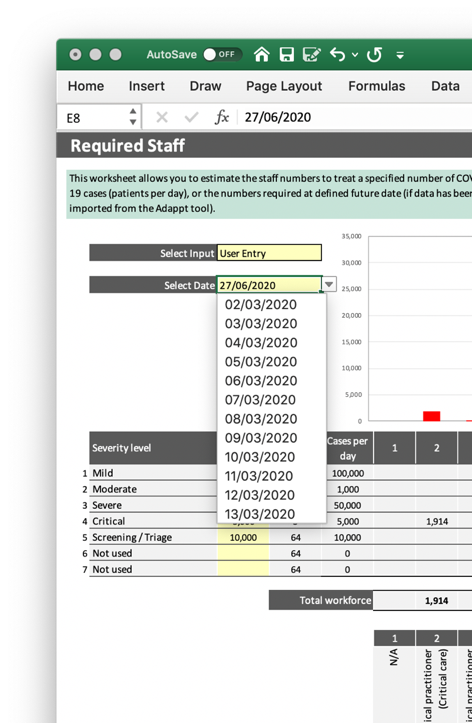 AutoSave OFF
Home Insert Draw Page Layout Formulas Data
E8 fx 27/06/2020
Required Staff
This worksheet allows you to estimate the staff numbers to treat a specified number of COV
19 cases (patients per day), or the numbers required at defined future date (if data has been
imported from the Adappt tool).
35,000
Select Input User Entry
30,000
Select Date 27/06/2020
25,000
02/03/2020
03/03/2020
20,000
04/03/2020
15,000
05/03/2020
10,000
06/03/2020
07/03/2020
5,000
08/03/2020
0
09/03/2020
10/03/2020
11/03/2020
12/03/2020
13/03/2020
Severity level Cases per day 1 2
1 Mild 100,000
2 Moderate 1,000
3 Severe 50,000
4 Critical 5,000 1,914
5 Screening / Triage 10,000 64 10,000
6 Not used 64 0
7 Not used 64 0
Total workforce 1,914
1 2
N/A
ical practitioner
(Critical care)